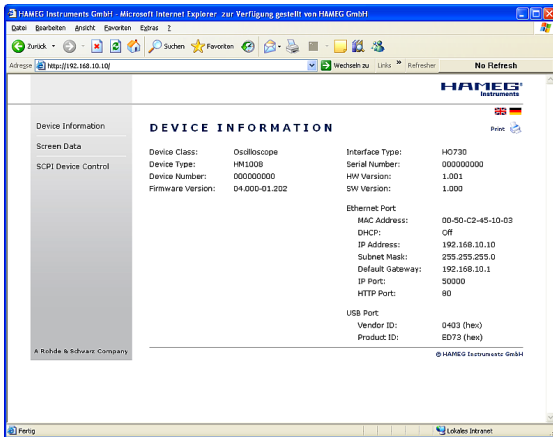 HAMEG Instruments GmbH - Microsoft Internet Explorer zur Verfügung gestellt von HAMEG GmbH
Datei Bearbeiten Ansicht Favoriten Extras ?
Zurück Suchen Favoriten
Adresse http://192.168.10.10/ Wechseln zu Links » Refresher No Refresh
HAMEG
Instruments
Print
Device Information
Screen Data
SCPI Device Control
DEVICE INFORMATION
Device Class: Oscilloscope
Device Type: HM1008
Device Number: 000000000
Firmware Version: 04.000-01.202
Interface Type: HO730
Serial Number: 000000000
HW Version: 1.001
SW Version: 1.000
Ethernet Port
MAC Address: 00-50-C2-45-10-03
DHCP: Off
IP Address: 192.168.10.10
Subnet Mask: 255.255.255.0
Default Gateway: 192.168.10.1
IP Port: 50000
HTTP Port: 80
USB Port
Vendor ID: 0403 (hex)
Product ID: ED73 (hex)
A Rohde & Schwarz Company
© HAMEG Instruments GmbH
Fertig
Lokales Intranet